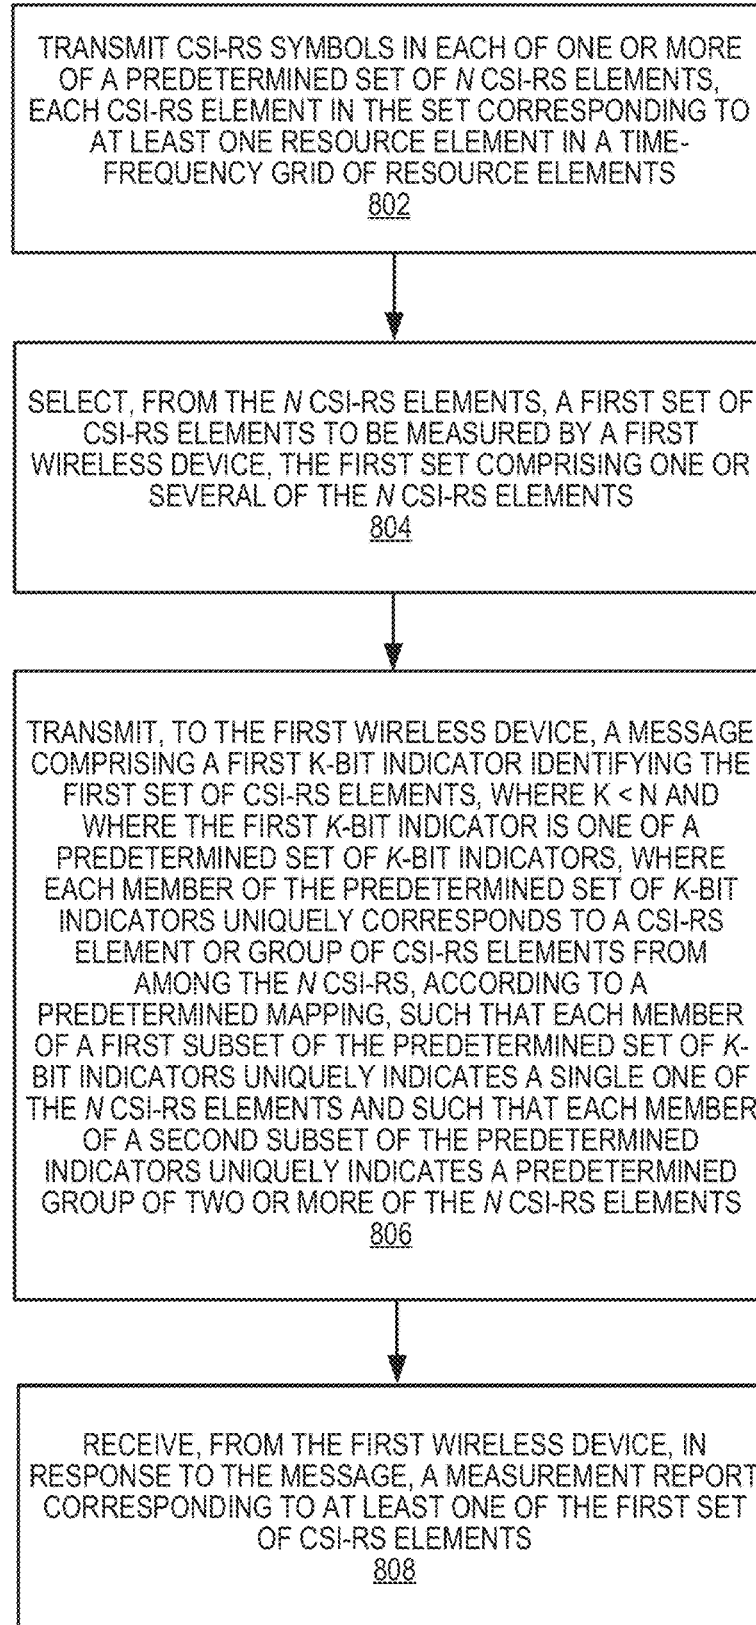 TRANSMIT CSI-RS SYMBOLS IN EACH OF ONE OR MORE
OF A PREDETERMINED SET OF N CSI-RS ELEMENTS,
EACH CSI-RS ELEMENT IN THE SET CORRESPONDING TO
AT LEAST ONE RESOURCE ELEMENT IN A TIME-
FREQUENCY GRID OF RESOURCE ELEMENTS
802
SELECT, FROM THE N CSI-RS ELEMENTS, A FIRST SET OF
CSI-RS ELEMENTS TO BE MEASURED BY A FIRST
WIRELESS DEVICE, THE FIRST SET COMPRISING ONE OR
SEVERAL OF THE N CSI-RS ELEMENTS
804
TRANSMIT, TO THE FIRST WIRELESS DEVICE, A MESSAGE
COMPRISING A FIRST K-BIT INDICATOR IDENTIFYING THE
FIRST SET OF CSI-RS ELEMENTS, WHERE K < N AND
WHERE THE FIRST K-BIT INDICATOR IS ONE OF A
PREDETERMINED SET OF K-BIT INDICATORS, WHERE
EACH MEMBER OF THE PREDETERMINED SET OF K-BIT
INDICATORS UNIQUELY CORRESPONDS TO A CSI-RS
ELEMENT OR GROUP OF CSI-RS ELEMENTS FROM
AMONG THE N CSI-RS, ACCORDING TO A
PREDETERMINED MAPPING, SUCH THAT EACH MEMBER
OF A FIRST SUBSET OF THE PREDETERMINED SET OF K-
BIT INDICATORS UNIQUELY INDICATES A SINGLE ONE OF
THE N CSI-RS ELEMENTS AND SUCH THAT EACH MEMBER
OF A SECOND SUBSET OF THE PREDETERMINED
INDICATORS UNIQUELY INDICATES A PREDETERMINED
GROUP OF TWO OR MORE OF THE N CSI-RS ELEMENTS
806
RECEIVE, FROM THE FIRST WIRELESS DEVICE, IN
RESPONSE TO THE MESSAGE, A MEASUREMENT REPORT
CORRESPONDING TO AT LEAST ONE OF THE FIRST SET
OF CSI-RS ELEMENTS
808